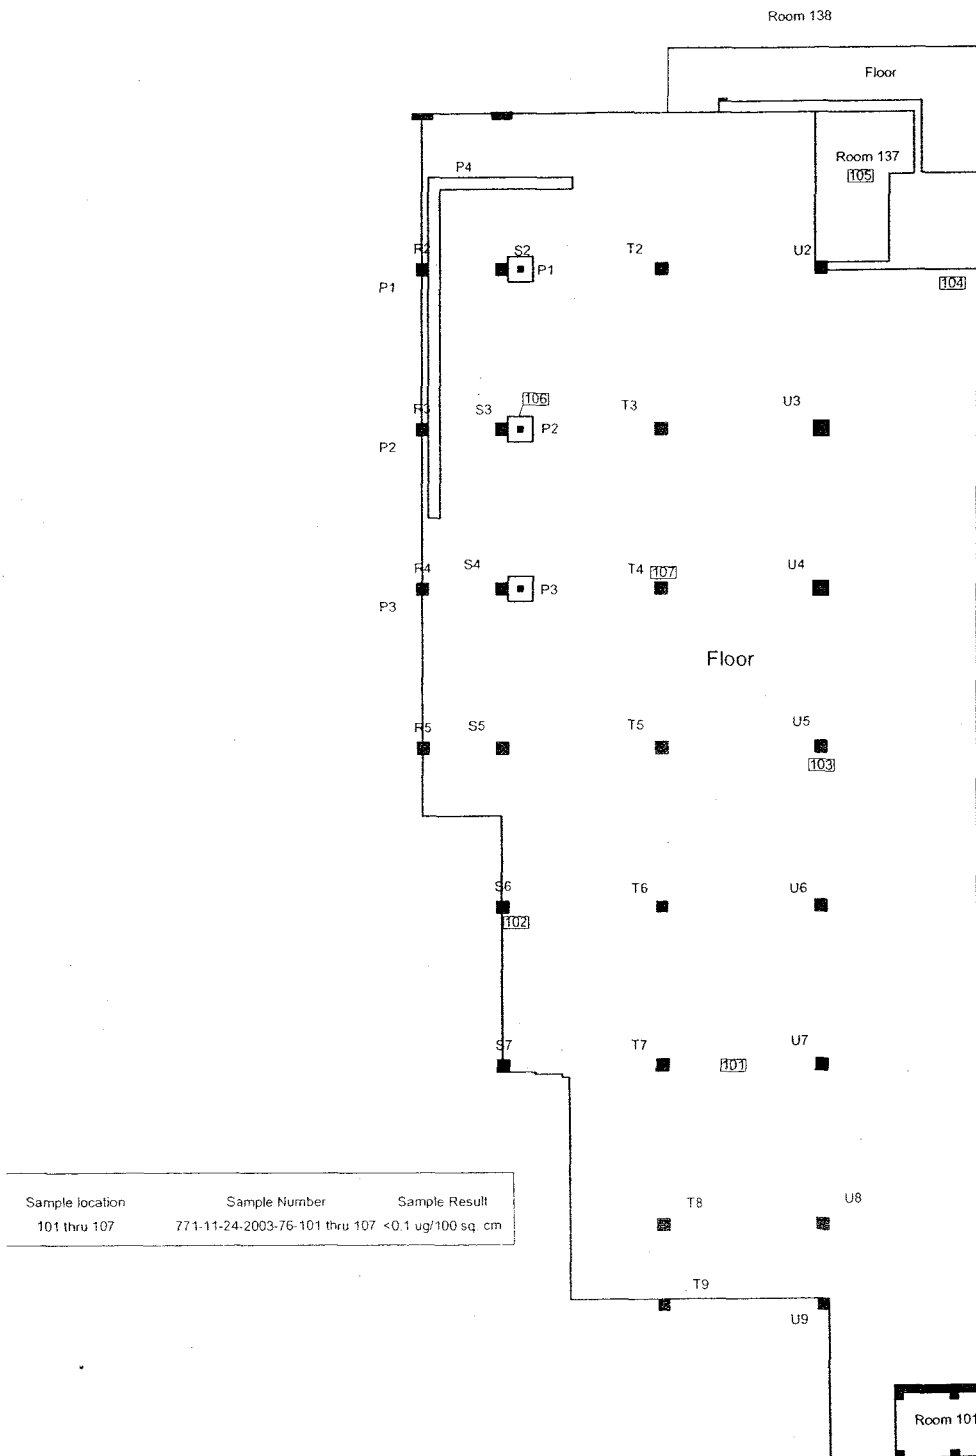 Room 138
Floor
Room 137
105
P4
R2
S2
P1
T2
U2
P1
104
106
R3
S3
P2
T3
U3
P2
R4
S4
P3
T4
107
U4
P3
Floor
R5
S5
T5
U5
103
S6
102
T6
U6
S7
T7
101
U7
Sample location Sample Number Sample Result
101 thru 107 771-11-24-2003-76-101 thru 107 <0.1 ug/100 sq. cm
T8
U8
T9
U9
Room 101